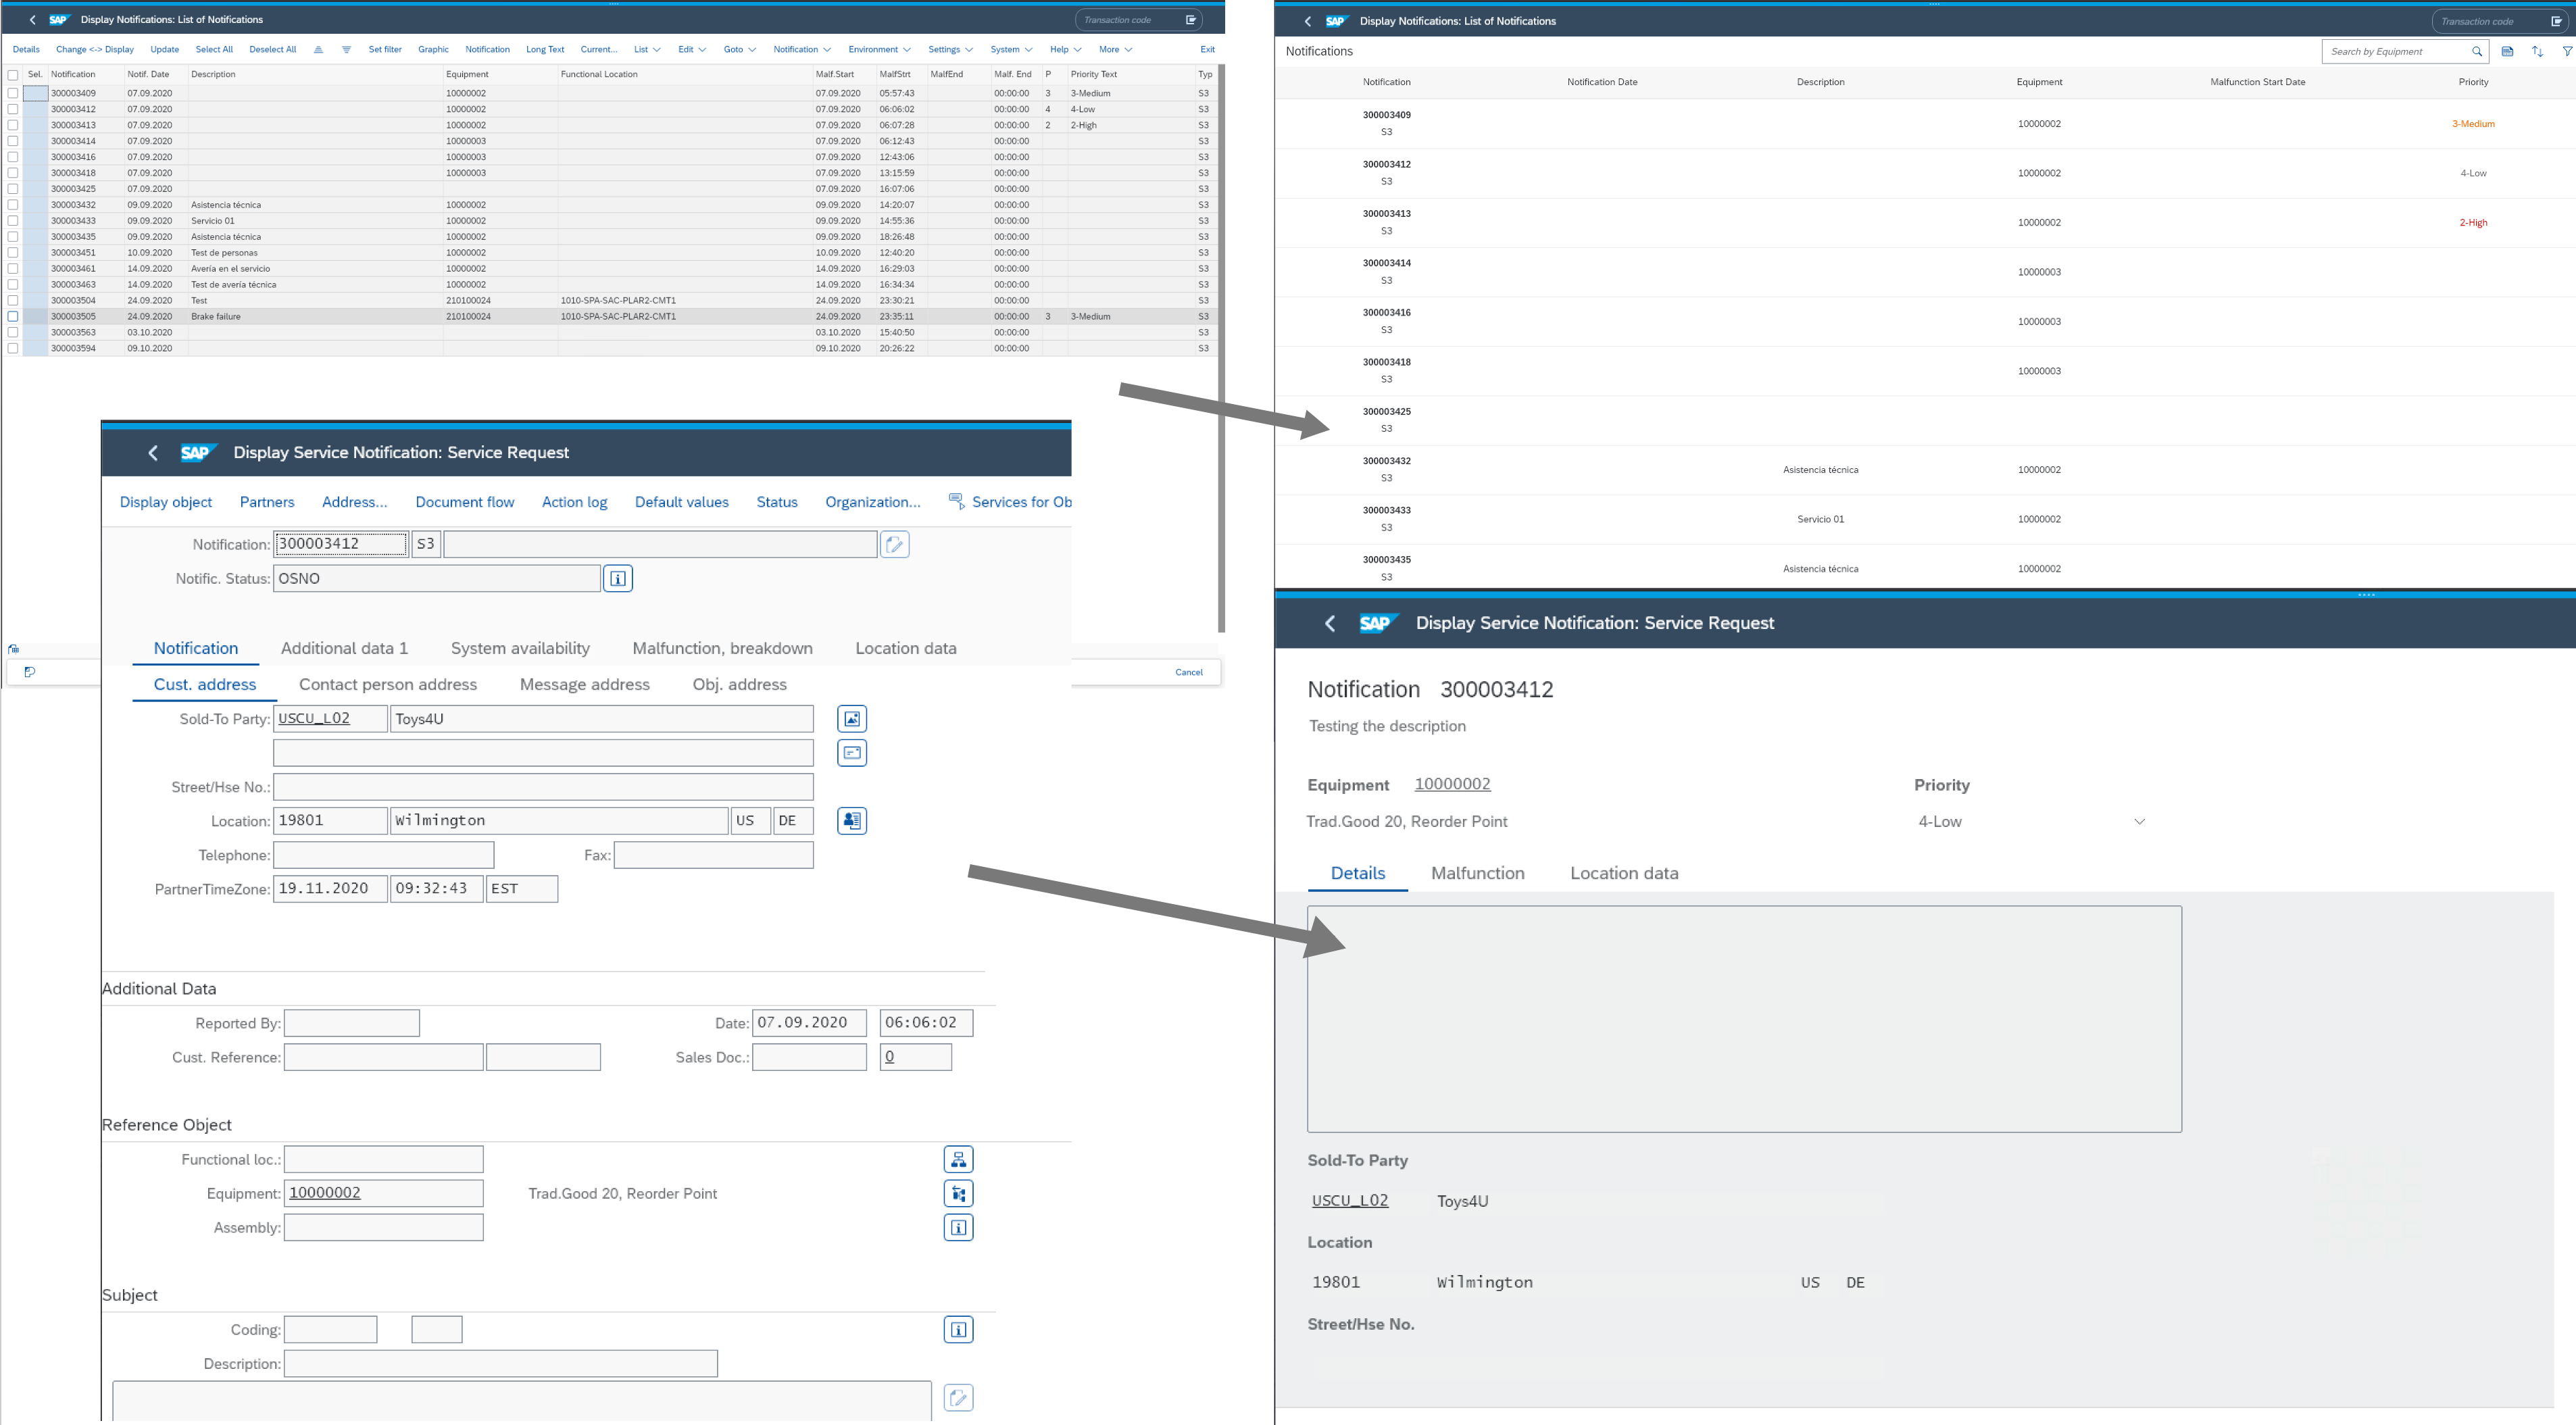 SAP Display Notifications: List of Notifications Transaction code
Details Change <-> Display Update Select All Deselect All Set filter Graphic Notification Long Text Current... List Edit Goto Notification Environment Settings System Help More Exit
Sel. Notification Notif. Date Description Equipment Functional Location Malf.Start MalfStrt MalfEnd Malf. End P Priority Text Typ
300003409 07.09.2020 10000002 07.09.2020 05:57:43 00:00:00 3 3-Medium S3
300003412 07.09.2020 10000002 07.09.2020 06:06:02 00:00:00 4 4-Low S3
300003413 07.09.2020 10000002 07.09.2020 06:07:28 00:00:00 2 2-High S3
300003414 07.09.2020 10000003 07.09.2020 06:12:43 00:00:00 S3
300003416 07.09.2020 10000003 07.09.2020 12:43:06 00:00:00 S3
300003418 07.09.2020 10000003 07.09.2020 13:15:59 00:00:00 S3
300003425 07.09.2020 07.09.2020 16:07:06 00:00:00 S3
300003432 09.09.2020 Asistencia técnica 10000002 09.09.2020 14:20:07 00:00:00 S3
300003433 09.09.2020 Servicio 01 10000002 09.09.2020 14:55:36 00:00:00 S3
300003435 09.09.2020 Asistencia técnica 10000002 09.09.2020 18:26:48 00:00:00 S3
300003451 10.09.2020 Test de personas 10000002 10.09.2020 12:40:20 00:00:00 S3
300003461 14.09.2020 Avería en el servicio 10000002 14.09.2020 16:29:03 00:00:00 S3
300003463 14.09.2020 Test de avería técnica 10000002 14.09.2020 16:34:34 00:00:00 S3
300003504 24.09.2020 Test 210100024 1010-SPA-SAC-PLAR2-CMT1 24.09.2020 23:30:21 00:00:00 S3
300003505 24.09.2020 Brake failure 210100024 1010-SPA-SAC-PLAR2-CMT1 24.09.2020 23:35:11 00:00:00 3 3-Medium S3
300003563 03.10.2020 03.10.2020 15:40:50 00:00:00 S3
300003594 09.10.2020 09.10.2020 20:26:22 00:00:00 S3
Cancel
SAP Display Service Notification: Service Request
Display object Partners Address... Document flow Action log Default values Status Organization... Services for Ob
Notification: 300003412 S3
Notific. Status: OSNO
Notification Additional data 1 System availability Malfunction, breakdown Location data
Cust. address Contact person address Message address Obj. address
Sold-To Party: USCU_L02 Toys4U
Street/Hse No.:
Location: 19801 Wilmington US DE
Telephone: Fax:
PartnerTimeZone: 19.11.2020 09:32:43 EST
Additional Data
Reported By: Date: 07.09.2020 06:06:02
Cust. Reference: Sales Doc.: 0
Reference Object
Functional loc.:
Equipment: 10000002 Trad.Good 20, Reorder Point
Assembly:
Subject
Coding:
Description:
SAP Display Notifications: List of Notifications Transaction code
Notifications Search by Equipment
Notification Notification Date Description Equipment Malfunction Start Date Priority
300003409
S3 10000002 3-Medium
300003412
S3 10000002 4-Low
300003413
S3 10000002 2-High
300003414
S3 10000003
300003416
S3 10000003
300003418
S3 10000003
300003425
S3
300003432
S3 Asistencia técnica 10000002
300003433
S3 Servicio 01 10000002
300003435
S3 Asistencia técnica 10000002
SAP Display Service Notification: Service Request
Notification 300003412
Testing the description
Equipment 10000002 Priority
Trad.Good 20, Reorder Point 4-Low
Details Malfunction Location data
Sold-To Party
USCU_L02 Toys4U
Location
19801 Wilmington US DE
Street/Hse No.